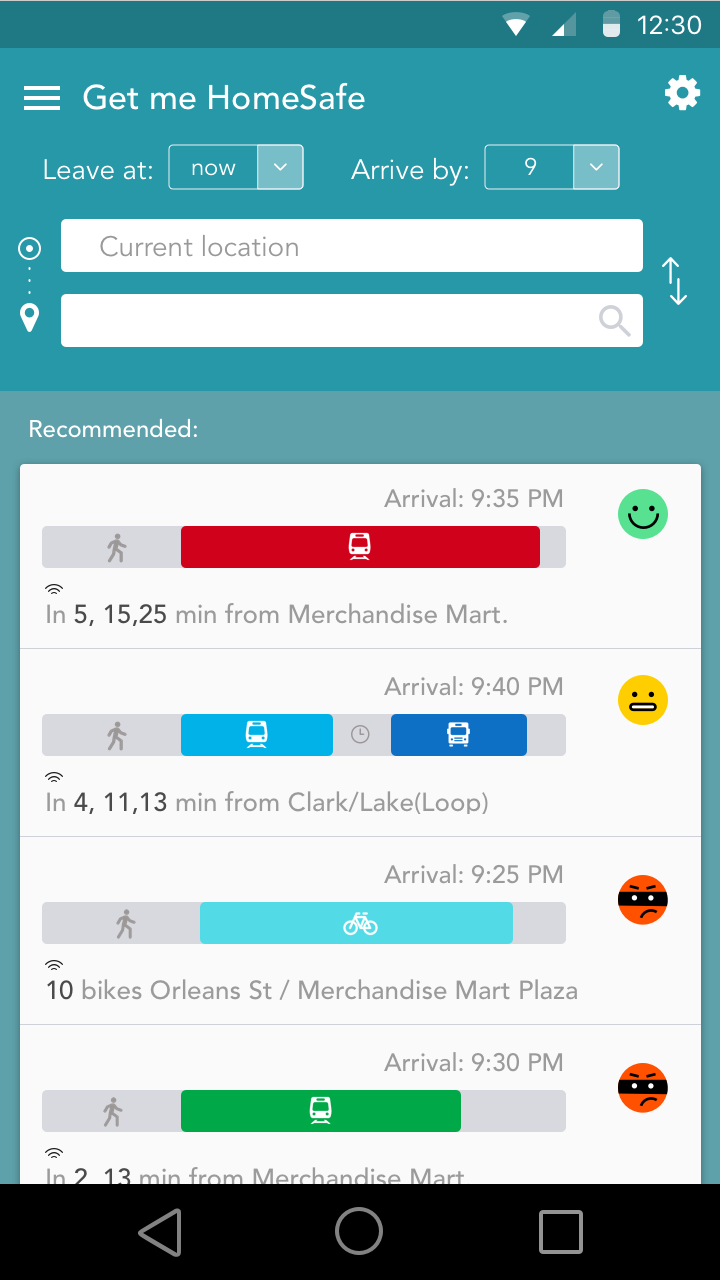 12:30
Get me HomeSafe
Leave at: now Arrive by: 9
Current location
Recommended:
Arrival: 9:35 PM
In 5, 15,25 min from Merchandise Mart.
Arrival: 9:40 PM
In 4, 11,13 min from Clark/Lake(Loop)
Arrival: 9:25 PM
10 bikes Orleans St / Merchandise Mart Plaza
Arrival: 9:30 PM
In 2, 13 min from Merchandise Mart